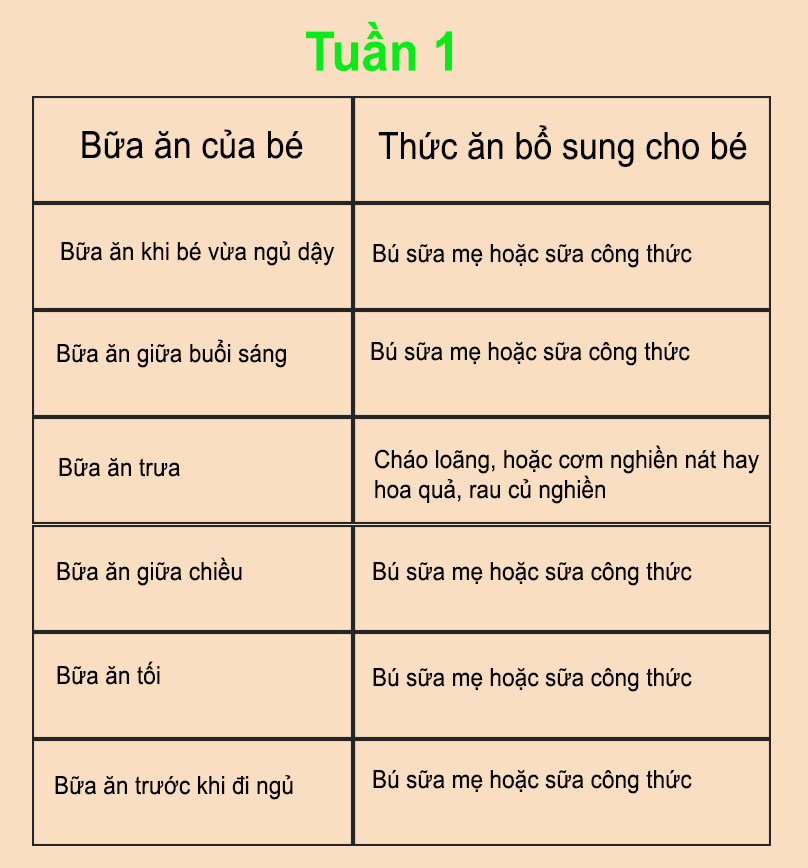 Tuần 1
Bữa ăn của bé
Thức ăn bổ sung cho bé
Bữa ăn khi bé vừa ngủ dậy
Bú sữa mẹ hoặc sữa công thức
Bữa ăn giữa buổi sáng
Bú sữa mẹ hoặc sữa công thức
Bữa ăn trưa
Cháo loãng, hoặc cơm nghiền nát hay
hoa quả, rau củ nghiền
Bữa ăn giữa chiều
Bú sữa mẹ hoặc sữa công thức
Bữa ăn tối
Bú sữa mẹ hoặc sữa công thức
Bữa ăn trước khi đi ngủ
Bú sữa mẹ hoặc sữa công thức